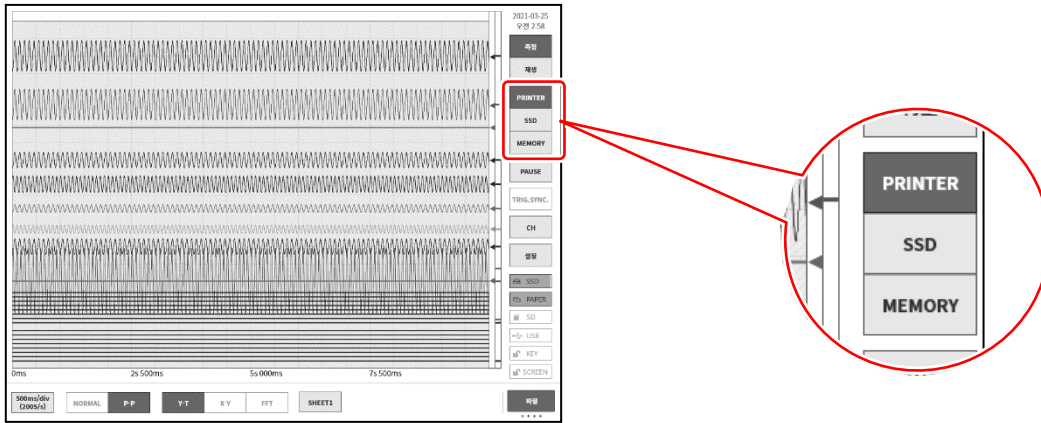 2021-03-25
오전 2.58
측정
재생
PRINTER
SSD
MEMORY
PAUSE
TRIG.SYNC.
CH
설정
SSD
PAPER
SD
USB
KEY
SCREEN
0ms
2s 500ms
5s 000ms
7s 500ms
500ms/div
(200S/s)
NORMAL
P-P
Y-T
X-Y
FFT
SHEET1
파형
PRINTER
SSD
MEMORY